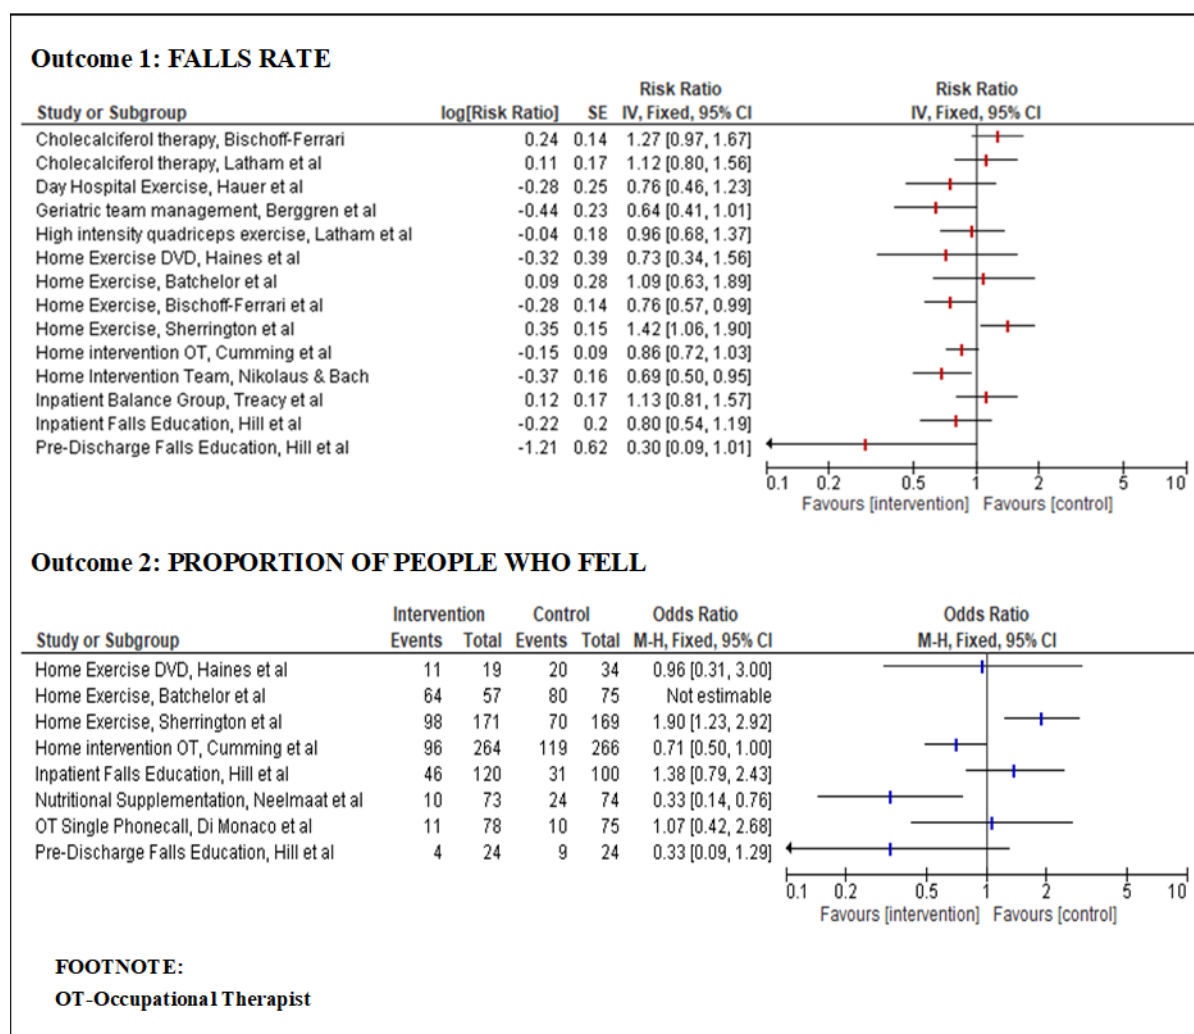 Outcome 1: FALLS RATE
Risk Ratio Risk Ratio
Study or Subgroup log[Risk Ratio] SE IV, Fixed, 95% CI IV, Fixed, 95% CI
Cholecalciferol therapy, Bischoff-Ferrari 0.24 0.14 1.27 [0.97, 1.67]
Cholecalciferol therapy, Latham et al 0.11 0.17 1.12 [0.80, 1.56]
Day Hospital Exercise, Hauer et al -0.28 0.25 0.76 [0.46, 1.23]
Geriatric team management, Berggren et al -0.44 0.23 0.64 [0.41, 1.01]
High intensity quadriceps exercise, Latham et al -0.04 0.18 0.96 [0.68, 1.37]
Home Exercise DVD, Haines et al -0.32 0.39 0.73 [0.34, 1.56]
Home Exercise, Batchelor et al 0.09 0.28 1.09 [0.63, 1.89]
Home Exercise, Bischoff-Ferrari et al -0.28 0.14 0.76 [0.57, 0.99]
Home Exercise, Sherrington et al 0.35 0.15 1.42 [1.06, 1.90]
Home intervention OT, Cumming et al -0.15 0.09 0.86 [0.72, 1.03]
Home Intervention Team, Nikolaus & Bach -0.37 0.16 0.69 [0.50, 0.95]
Inpatient Balance Group, Treacy et al 0.12 0.17 1.13 [0.81, 1.57]
Inpatient Falls Education, Hill et al -0.22 0.2 0.80 [0.54, 1.19]
Pre-Discharge Falls Education, Hill et al -1.21 0.62 0.30 [0.09, 1.01]
0.1 0.2 0.5 1 2 5 10
Favours [intervention] Favours [control]
Outcome 2: PROPORTION OF PEOPLE WHO FELL
Intervention Control Odds Ratio Odds Ratio
Study or Subgroup Events Total Events Total M-H, Fixed, 95% CI M-H, Fixed, 95% CI
Home Exercise DVD, Haines et al 11 19 20 34 0.96 [0.31, 3.00]
Home Exercise, Batchelor et al 64 57 80 75 Not estimable
Home Exercise, Sherrington et al 98 171 70 169 1.90 [1.23, 2.92]
Home intervention OT, Cumming et al 96 264 119 266 0.71 [0.50, 1.00]
Inpatient Falls Education, Hill et al 46 120 31 100 1.38 [0.79, 2.43]
Nutritional Supplementation, Neelmaat et al 10 73 24 74 0.33 [0.14, 0.76]
OT Single Phonecall, Di Monaco et al 11 78 10 75 1.07 [0.42, 2.68]
Pre-Discharge Falls Education, Hill et al 4 24 9 24 0.33 [0.09, 1.29]
0.1 0.2 0.5 1 2 5 10
Favours [intervention] Favours [control]
FOOTNOTE:
OT-Occupational Therapist